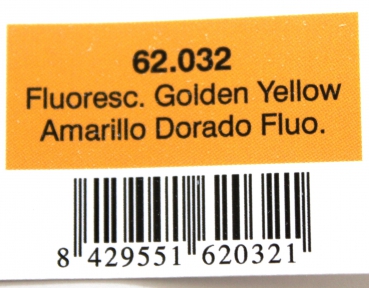 62.032
Fluoresc. Golden Yellow
Amarillo Dorado Fluo.
8 429551 620321